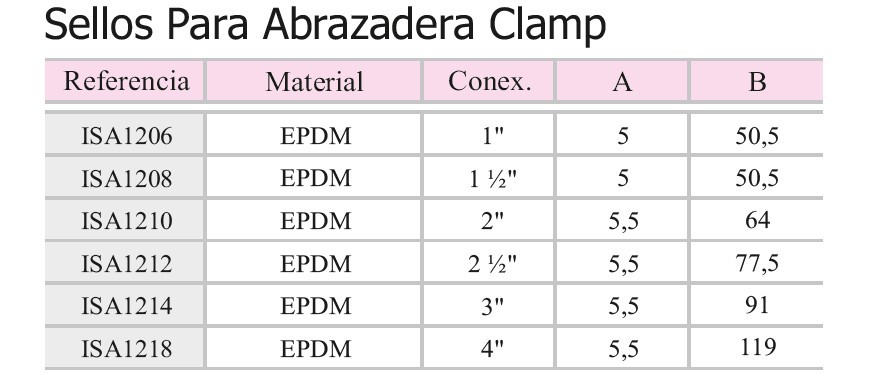 Sellos Para Abrazadera Clamp
Referencia Material Conex. A B
ISA1206 EPDM 1" 5 50,5
ISA1208 EPDM 1 ½" 5 50,5
ISA1210 EPDM 2" 5,5 64
ISA1212 EPDM 2 ½" 5,5 77,5
ISA1214 EPDM 3" 5,5 91
ISA1218 EPDM 4" 5,5 119